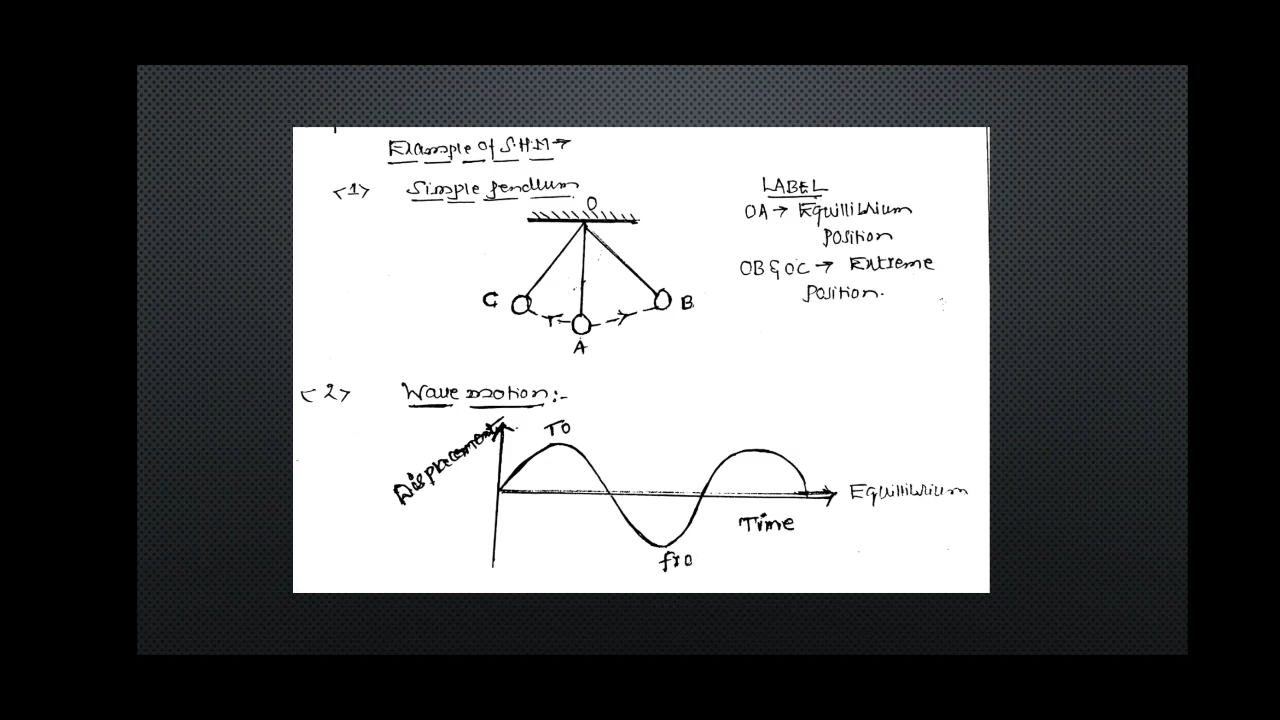 Example of S.H.M→
<1> Simple Pendlum
O
C
B
A
LABEL
OA → Equillibrium
Position
OB & OC → Extreme
Position.
<2> Wave motion:-
Displacement
TO
fro
Time
Equillibrium